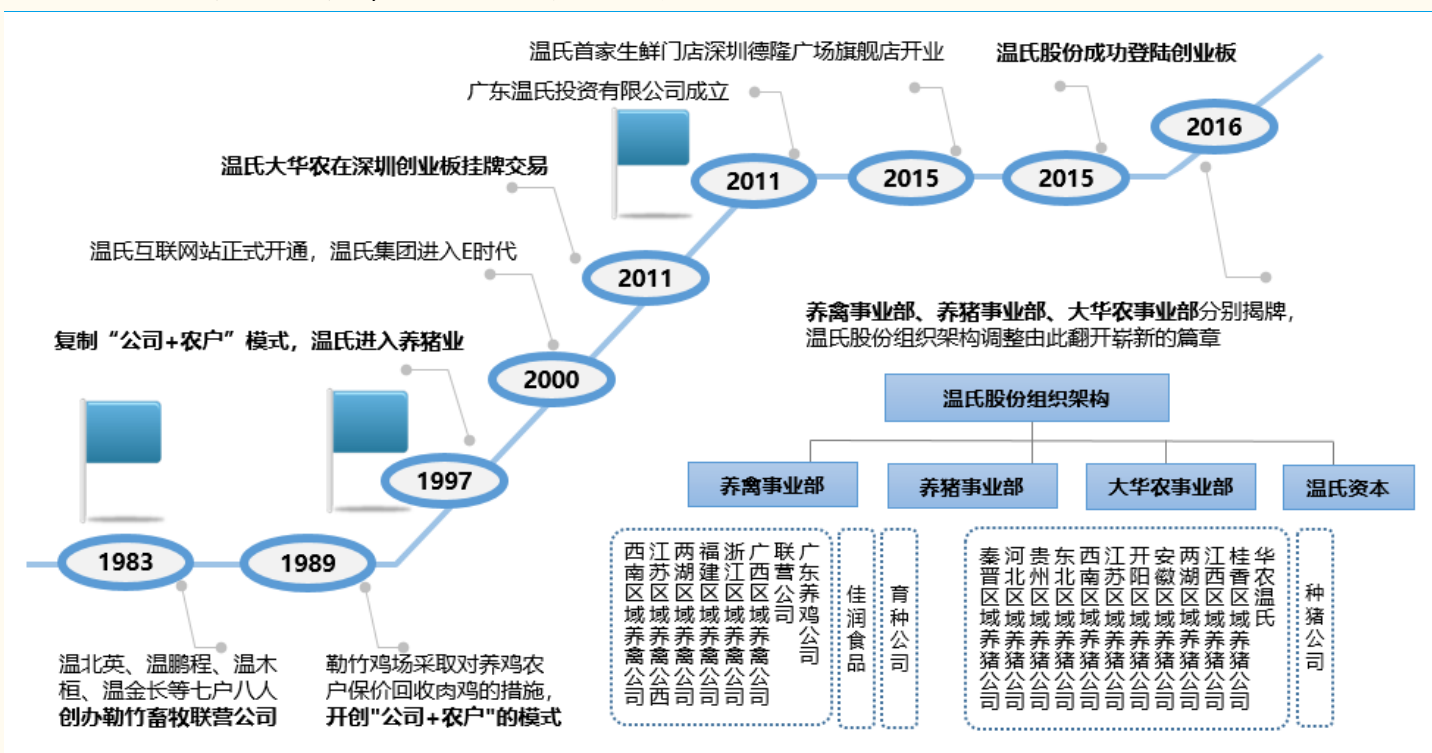 温氏首家生鲜门店深圳德隆广场旗舰店开业
温氏股份成功登陆创业板
广东温氏投资有限公司成立
2016
温氏大华农在深圳创业板挂牌交易
2011
2015
2015
温氏互联网站正式开通，温氏集团进入E时代
2011
养禽事业部、养猪事业部、大华农事业部分别揭牌，
温氏股份组织架构调整由此翻开崭新的篇章
复制“公司+农户”模式，温氏进入养猪业
2000
1997
1983
1989
温北英、温鹏程、温木
桓、温金长等七户八人
创办勒竹畜牧联营公司
勒竹鸡场采取对养鸡农
户保价回收肉鸡的措施，
开创"公司+农户"的模式
温氏股份组织架构
养禽事业部
养猪事业部
大华农事业部
温氏资本
西南区域养禽公司
江苏区域养禽公西
两湖区域养禽公司
福建区域养禽公司
浙江区域养禽公司
广西区域养禽公司
联营公司
广东养鸡公司
佳润食品
育种公司
秦晋区域养猪公司
河北区域养猪公司
贵州区域养猪公司
东北区域养猪公司
西南区域养猪公司
江苏区域养猪公司
开阳区域养猪公司
安徽区域养猪公司
两湖区域养猪公司
江西区域养猪公司
桂香区域养猪公司
华农温氏
种猪公司